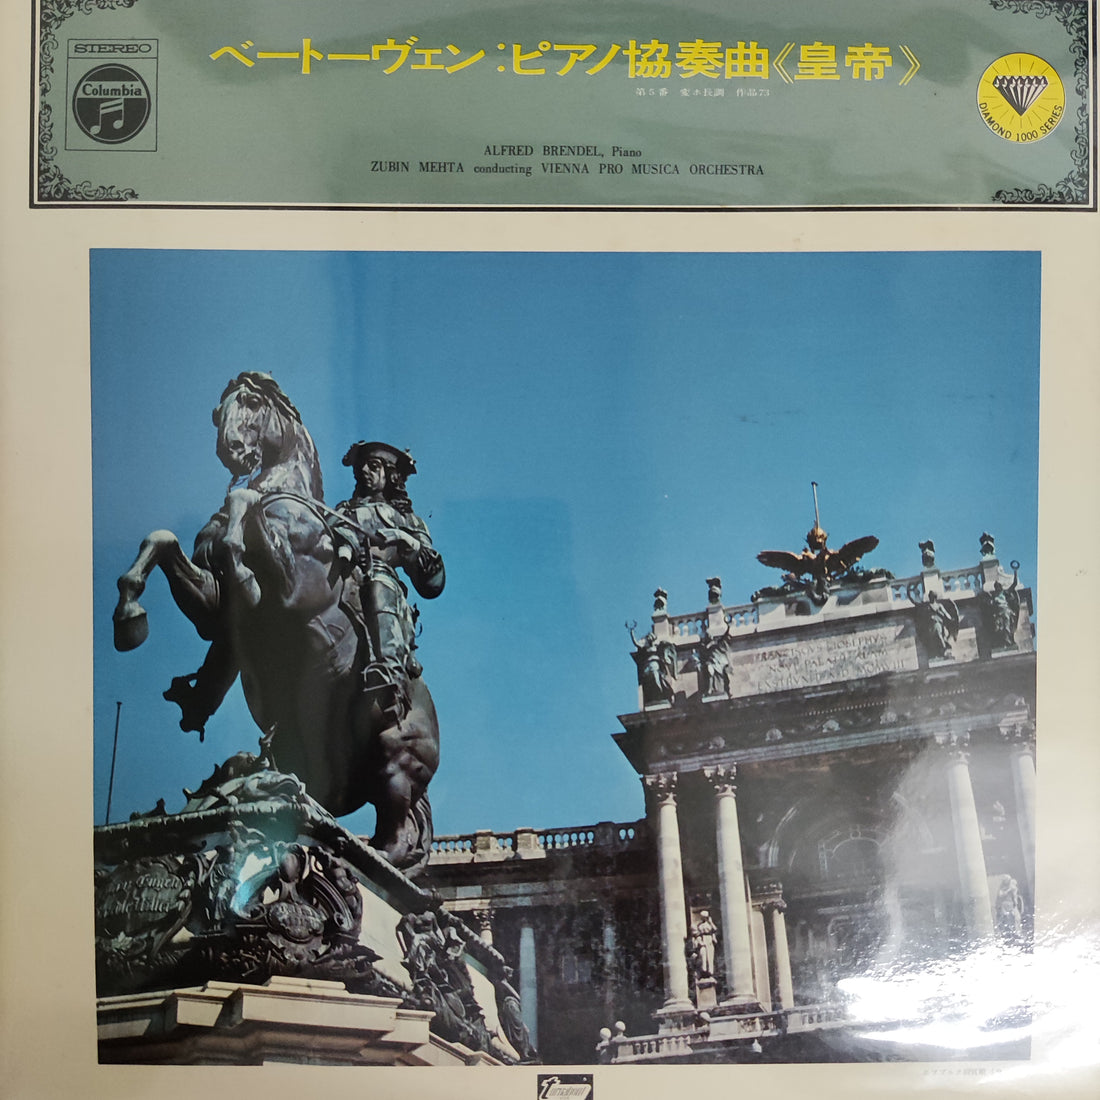 STEREO
Columbia
ベートーヴェン:ピアノ協奏曲《皇帝》
第5番 変ホ長調 作品73
DIAMOND 1000 SERIES
ALFRED BRENDEL, Piano
ZUBIN MEHTA conducting VIENNA PRO MUSICA ORCHESTRA